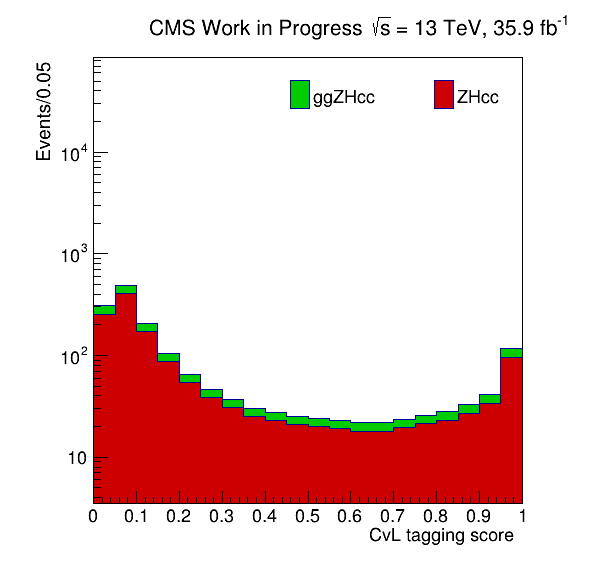 CMS Work in Progress √s = 13 TeV, 35.9 fb⁻¹
Events/0.05
ggZHcc ZHcc
10⁴
10³
10²
10
0 0.1 0.2 0.3 0.4 0.5 0.6 0.7 0.8 0.9 1
CvL tagging score